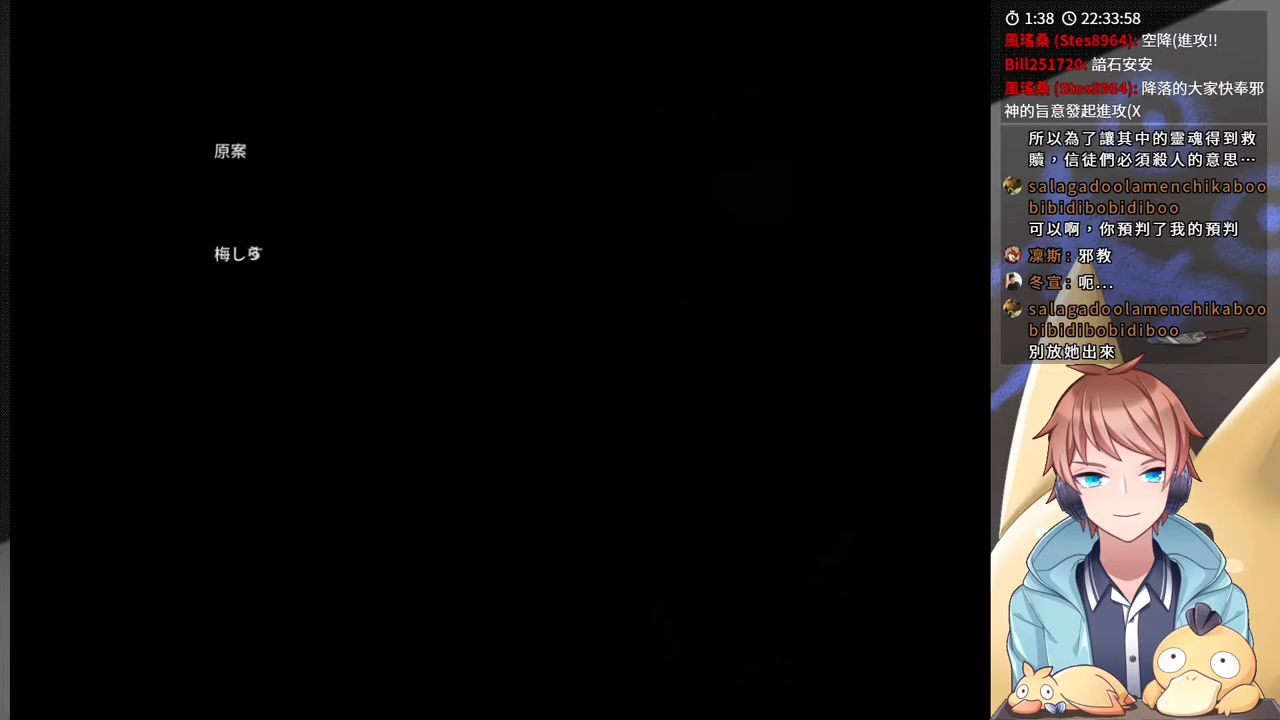 原案
梅しす
1:38 22:33:58
風瑤桑 (Stes8964): 空降(進攻!!
Bill251720: 諳石安安
風瑤桑 (Stes8964): 降落的大家快奉邪
神的旨意發起進攻(X
所以為了讓其中的靈魂得到救
贖，信徒們必須殺人的意思⋯
salagadoolamenchikaboo
bibidibobidiboo
可以啊，你預判了我的預判
凜斯: 邪教
冬宣: 呃...
salagadoolamenchikaboo
bibidibobidiboo
別放她出來